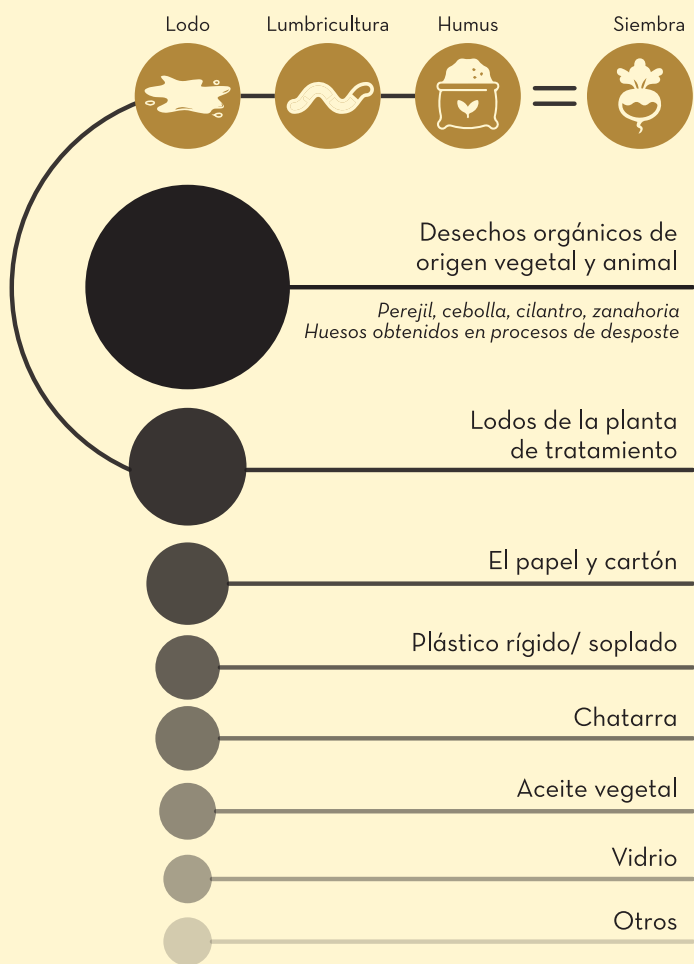 Lodo
Lumbricultura
Humus
Siembra
Desechos orgánicos de
origen vegetal y animal
Perejil, cebolla, cilantro, zanahoria
Huesos obtenidos en procesos de desposte
Lodos de la planta
de tratamiento
El papel y cartón
Plástico rígido/ soplado
Chatarra
Aceite vegetal
Vidrio
Otros